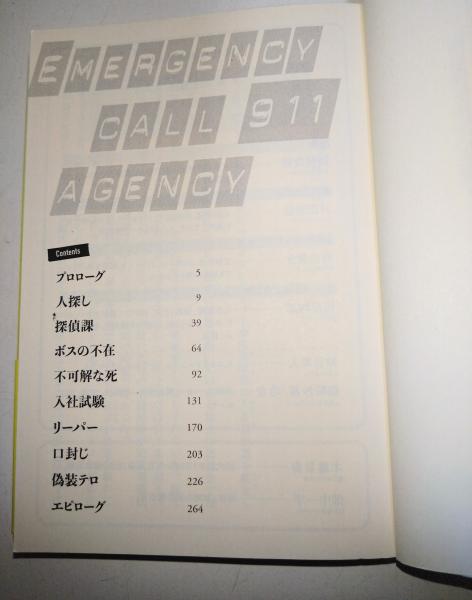 EMERGENCY
CALL 911
AGENCY
Contents
プロローグ 5
人探し 9
探偵課 39
ボスの不在 64
不可解な死 92
入社試験 131
リーパー 170
口封じ 203
偽装テロ 226
エピローグ 264